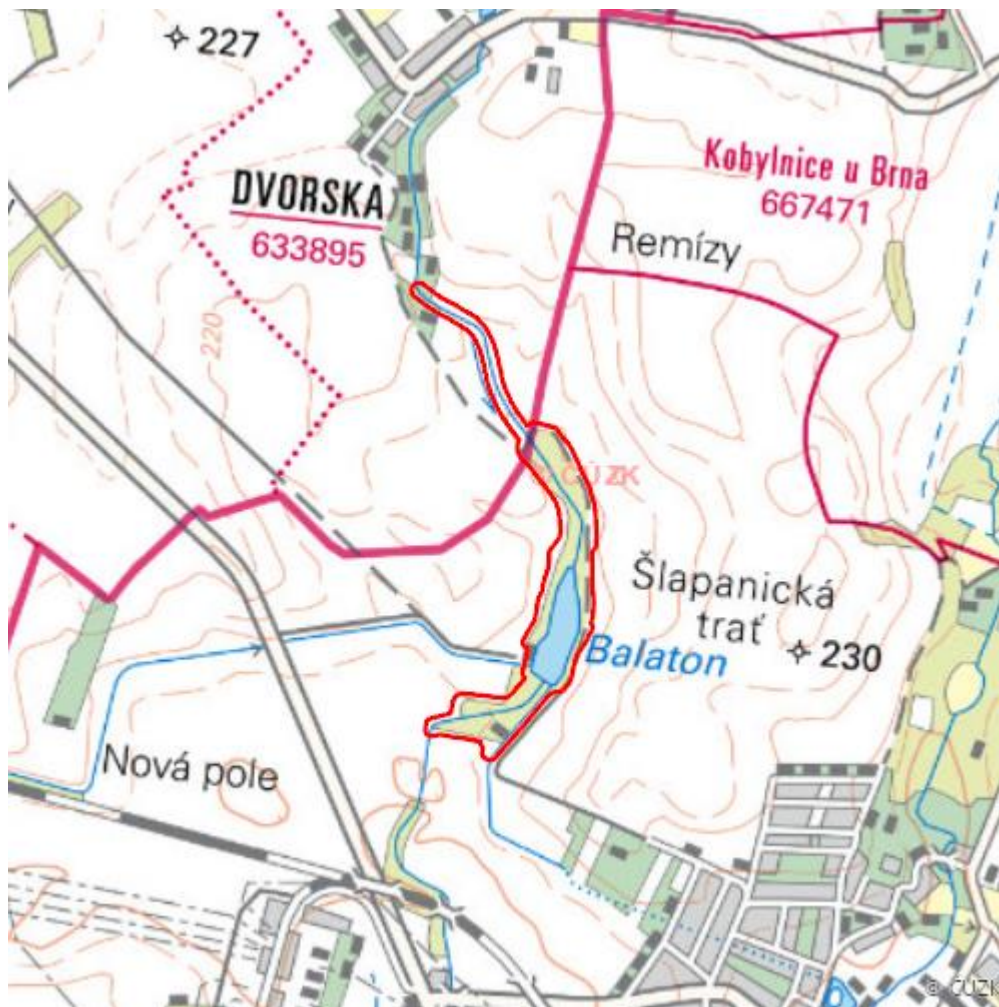 227
Kobylnice u Brna
667471
DVORSKA
633895
Remízy
220
ČÚZK
Šlapanická
trať
230
Balaton
Nová pole
© ČÚZK